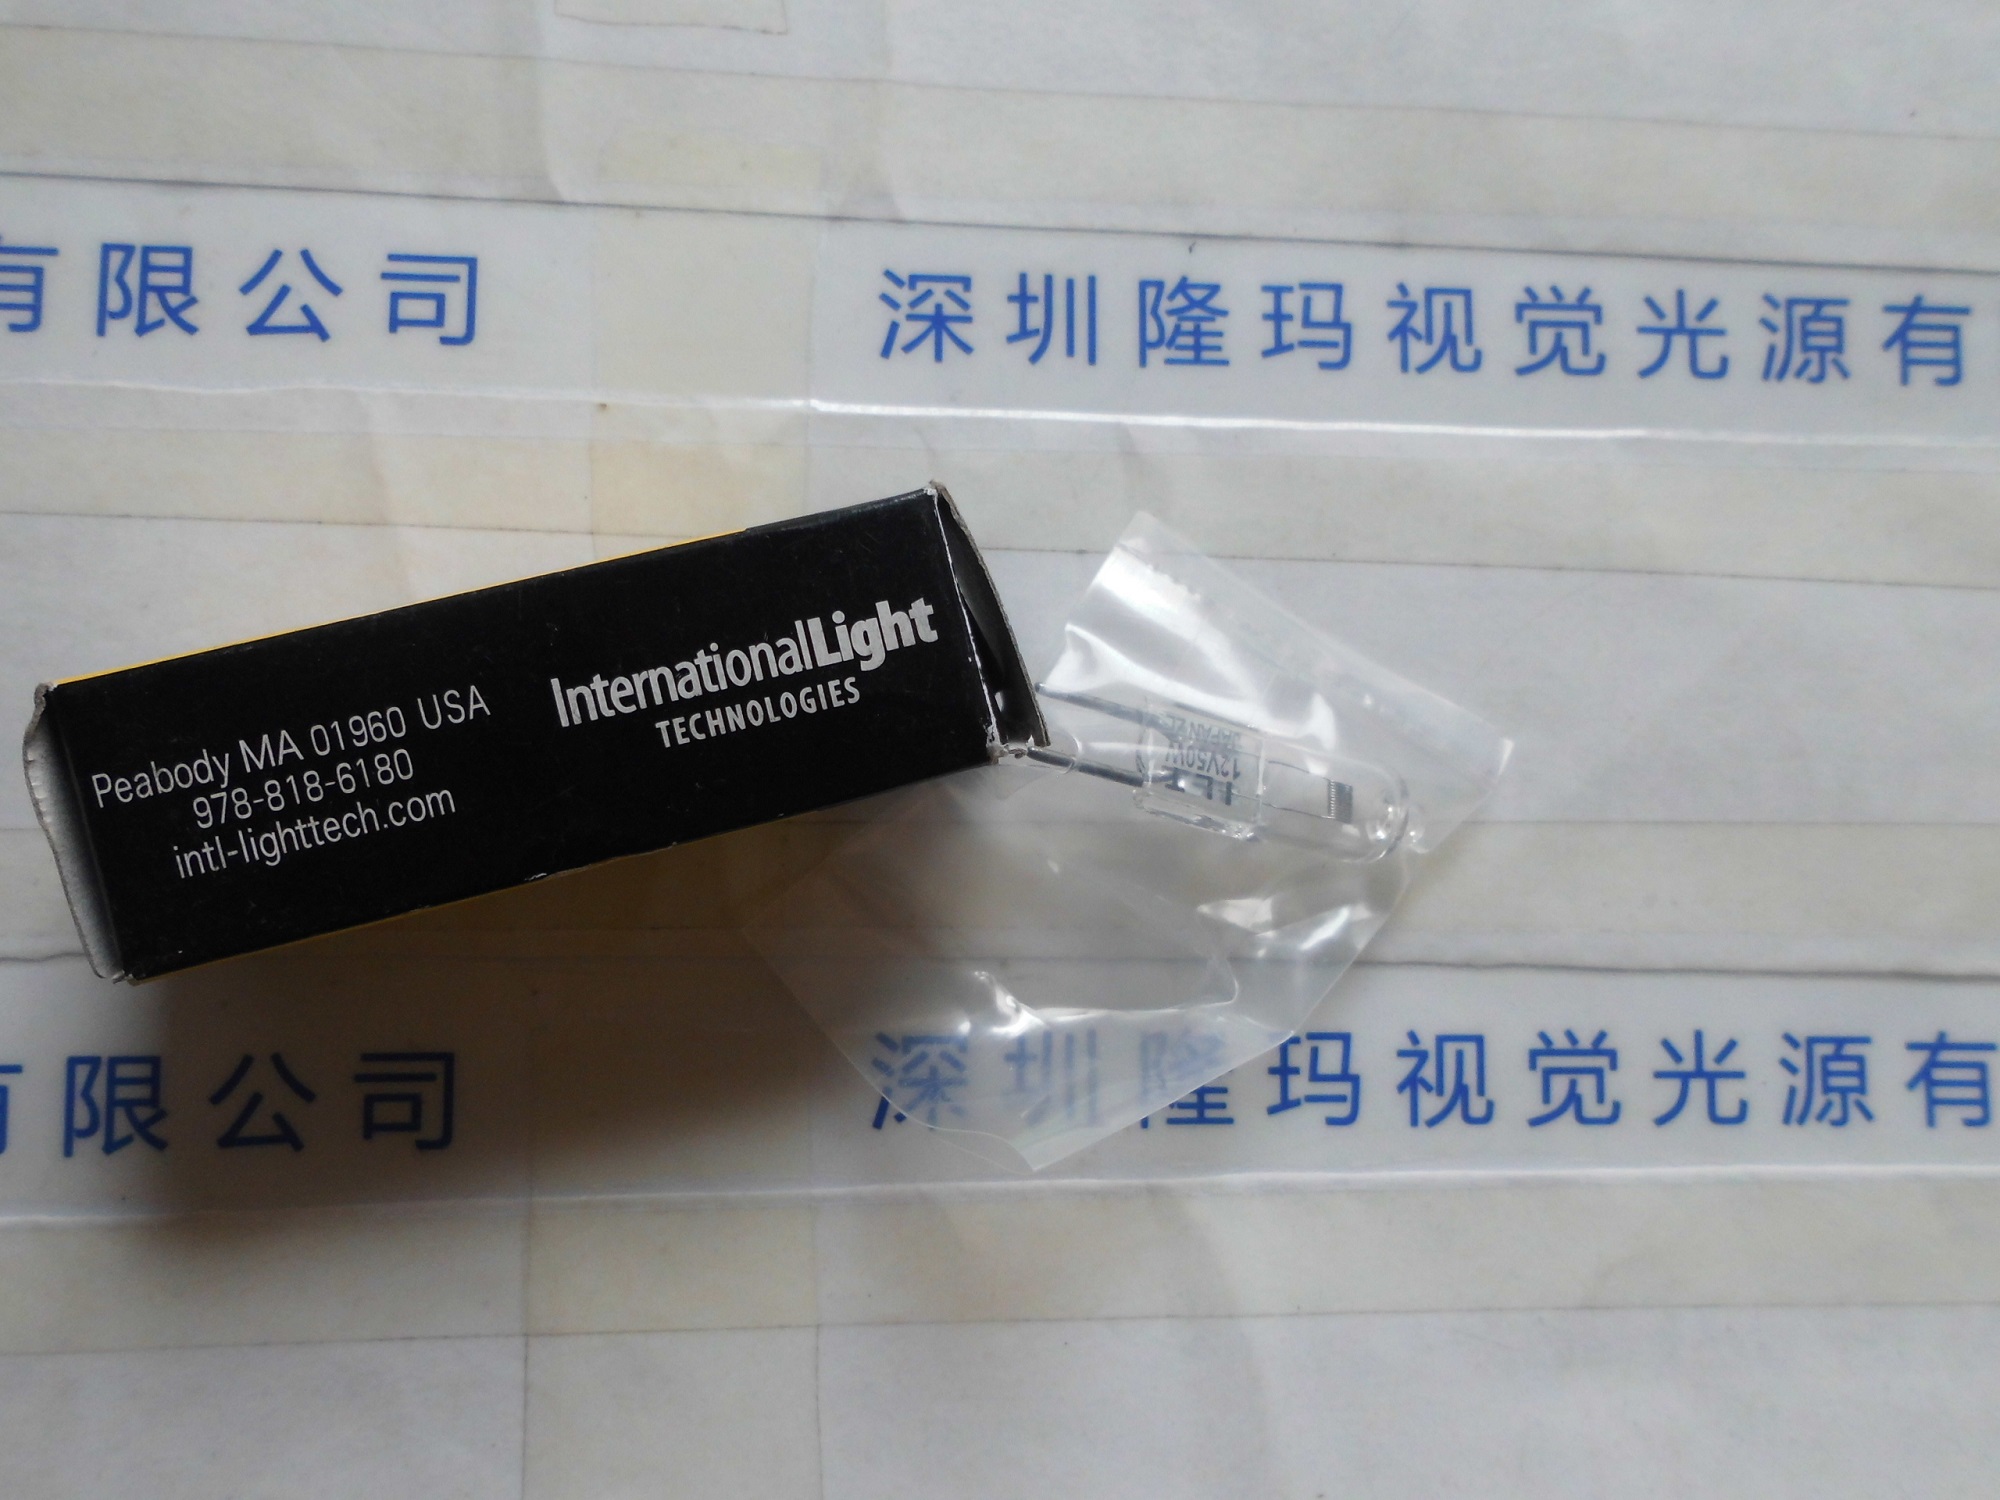 有限公司
深圳隆玛视觉光源有
InternationalLight
TECHNOLOGIES
Peabody MA 01960 USA
978-818-6180
intl-lighttech.com
ILT
12V50W
JAPAN
有限公司
深圳隆玛视觉光源有